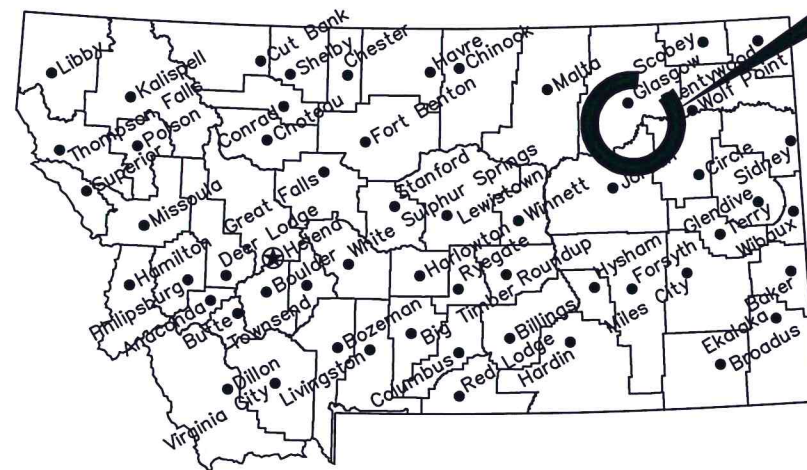 Libby
Kalispell
Cut Bank
Shelby
Chester
Havre
Chinook
Malta
Scobey
Glasgow
entywood
Wolf Point
Thompson Falls
Polson
Superior
Conrad
Choteau
Fort Benton
Missoula
Great Falls
Stanford
Lewistown
Winnett
Circle
Sidney
Hamilton
Deer Lodge
Helena
Boulder
White Sulphur Springs
Harlowton
Ryegate
Roundup
Hysham
Forsyth
Glendive
Terry
Wibaux
Philipsburg
Anaconda
Butte
Townsend
Bozeman
Big Timber
Billings
Miles City
Baker
Ekalaka
Broadus
Dillon
Virginia City
Livingston
Columbus
Red Lodge
Hardin